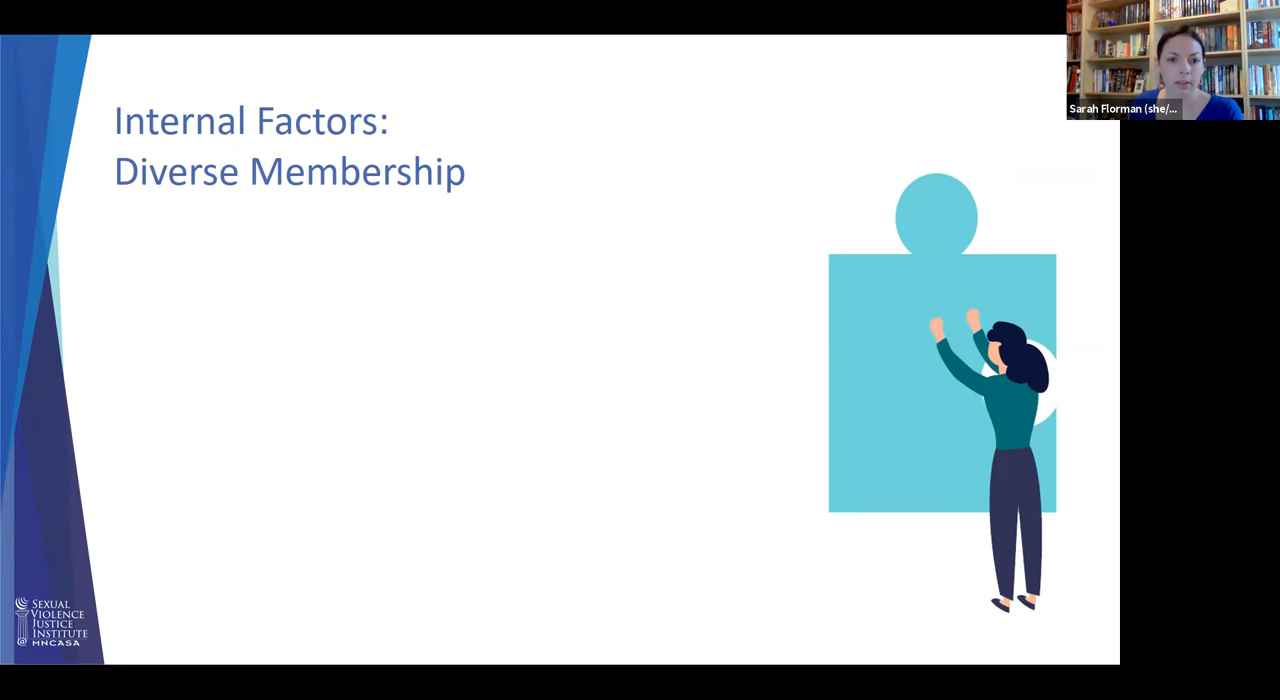 Internal Factors:
Diverse Membership
Sarah Florman (she/...
SEXUAL
VIOLENCE
JUSTICE
INSTITUTE
@ MNCASA